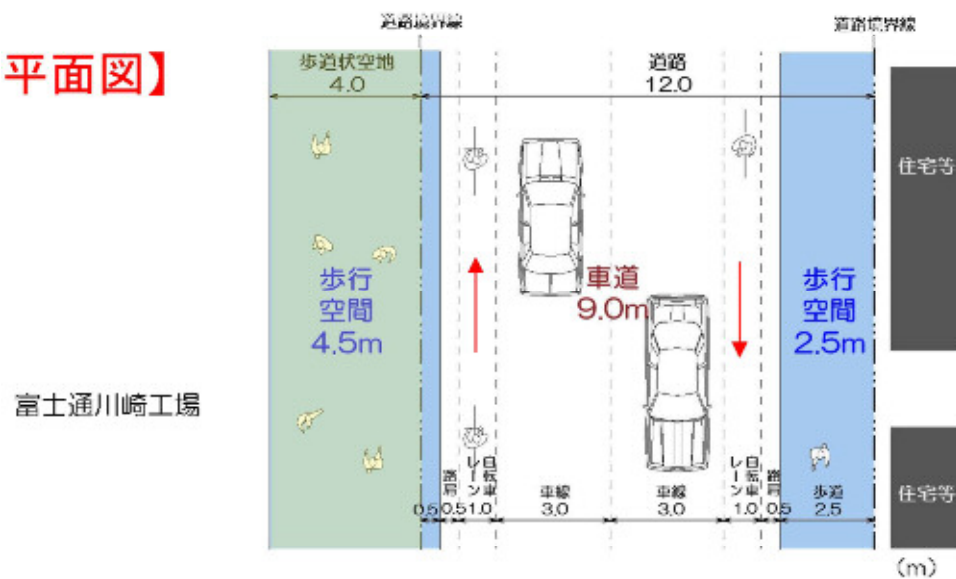 平面図】
道路境界線
道路境界線
歩道状空地
4.0
道路
12.0
住宅等
歩行
空間
4.5m
車道
9.0m
歩行
空間
2.5m
富士通川崎工場
路肩
自転車
レーン
車線
車線
自転車
レーン
路肩
歩道
0.5
0.5
1.0
3.0
3.0
1.0
0.5
2.5
住宅等
(m)